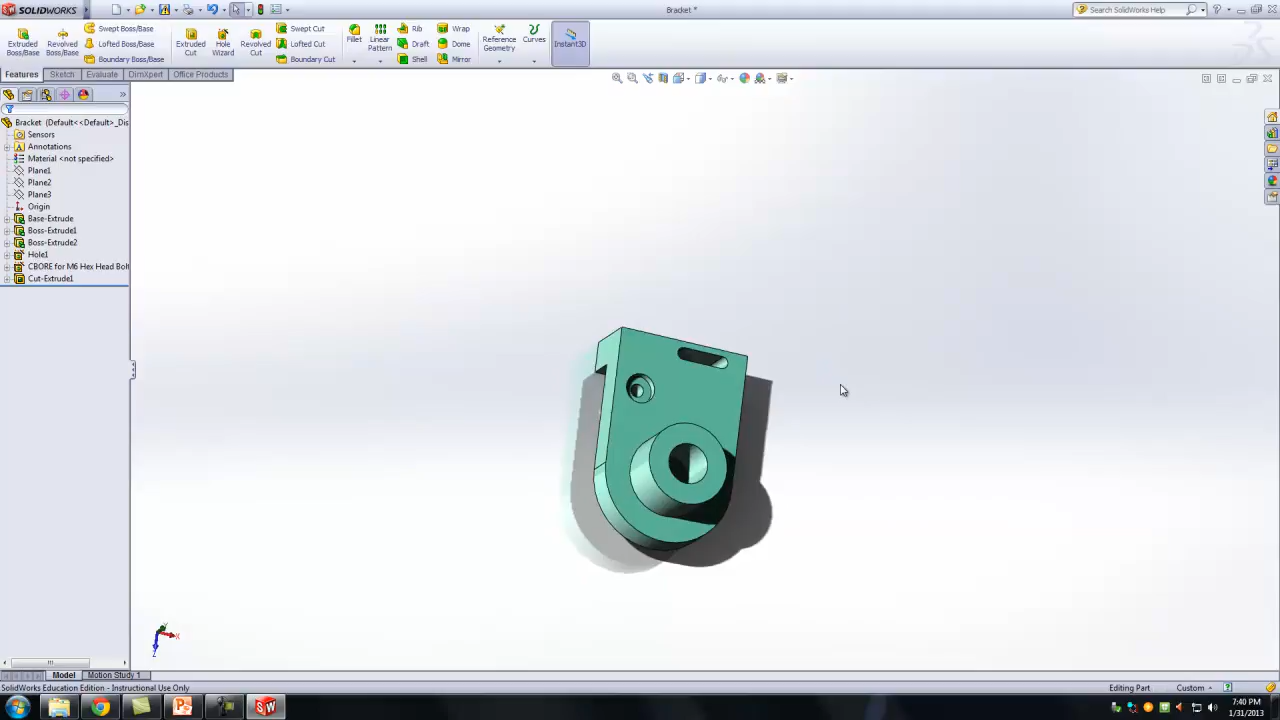 SOLIDWORKS
Bracket *
Search SolidWorks Help
Extruded Boss/Base
Revolved Boss/Base
Swept Boss/Base
Lofted Boss/Base
Boundary Boss/Base
Extruded Cut
Hole Wizard
Revolved Cut
Swept Cut
Lofted Cut
Boundary Cut
Fillet
Linear Pattern
Rib
Draft
Shell
Wrap
Dome
Mirror
Reference Geometry
Curves
Instant3D
Features
Sketch
Evaluate
DimXpert
Office Products
Bracket (Default<<Default>_Dis
Sensors
Annotations
Material <not specified>
Plane1
Plane2
Plane3
Origin
Base-Extrude
Boss-Extrude1
Boss-Extrude2
Hole1
CBORE for M6 Hex Head Bolt
Cut-Extrude1
Y
X
Z
Model
Motion Study 1
SolidWorks Education Edition - Instructional Use Only
Editing Part
Custom
7:40 PM
1/31/2013